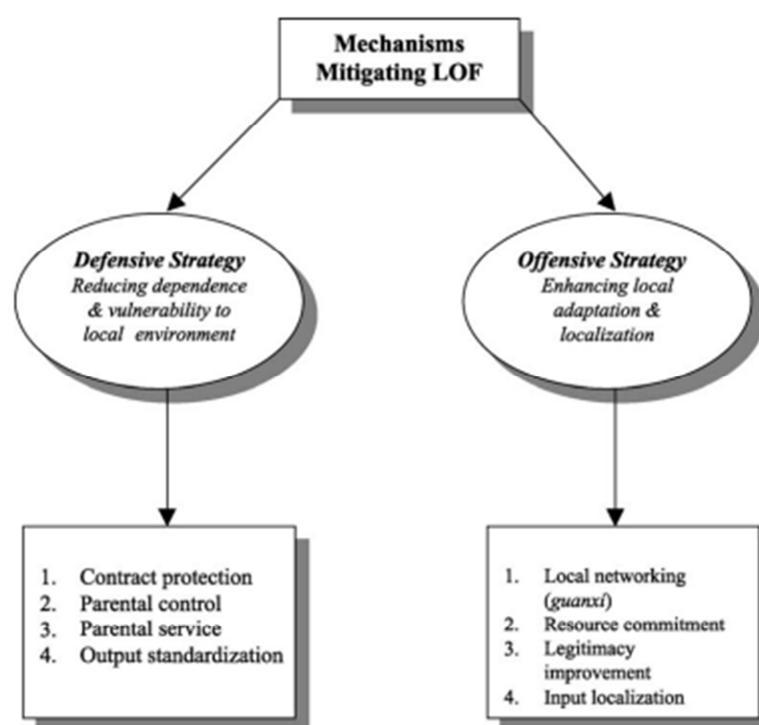 Mechanisms
Mitigating LOF
Defensive Strategy
Reducing dependence
& vulnerability to
local environment
Offensive Strategy
Enhancing local
adaptation &
localization
1. Contract protection
2. Parental control
3. Parental service
4. Output standardization
1. Local networking
(guanxi)
2. Resource commitment
3. Legitimacy
improvement
4. Input localization